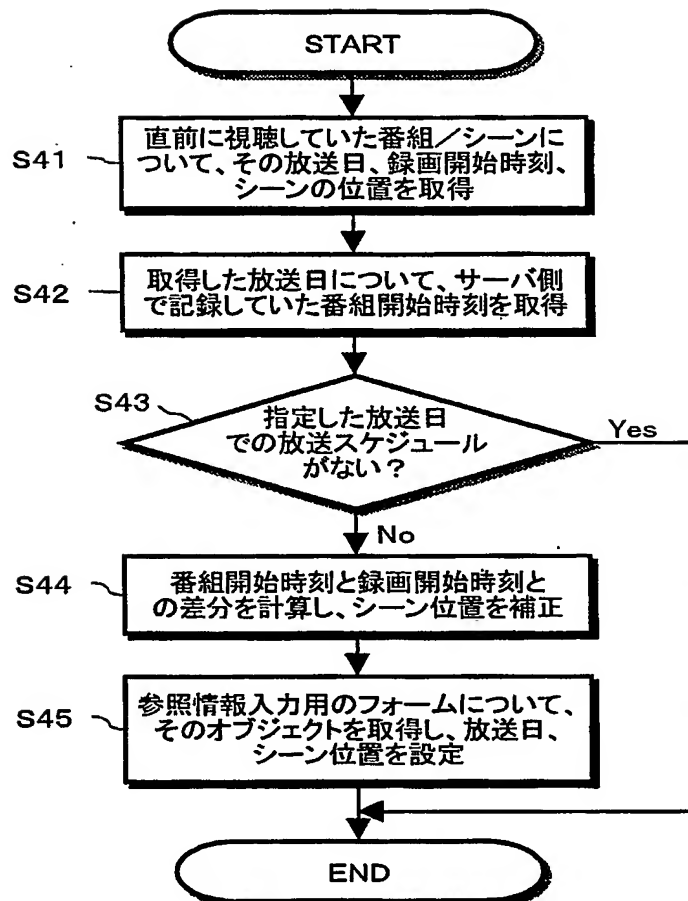 START
S41
直前に視聴していた番組／シーンに
ついて、その放送日、録画開始時刻、
シーンの位置を取得
S42
取得した放送日について、サーバ側
で記録していた番組開始時刻を取得
S43
指定した放送日
での放送スケジュール
がない？
Yes
No
S44
番組開始時刻と録画開始時刻と
の差分を計算し、シーン位置を補正
S45
参照情報入力用のフォームについて、
そのオブジェクトを取得し、放送日、
シーン位置を設定
END